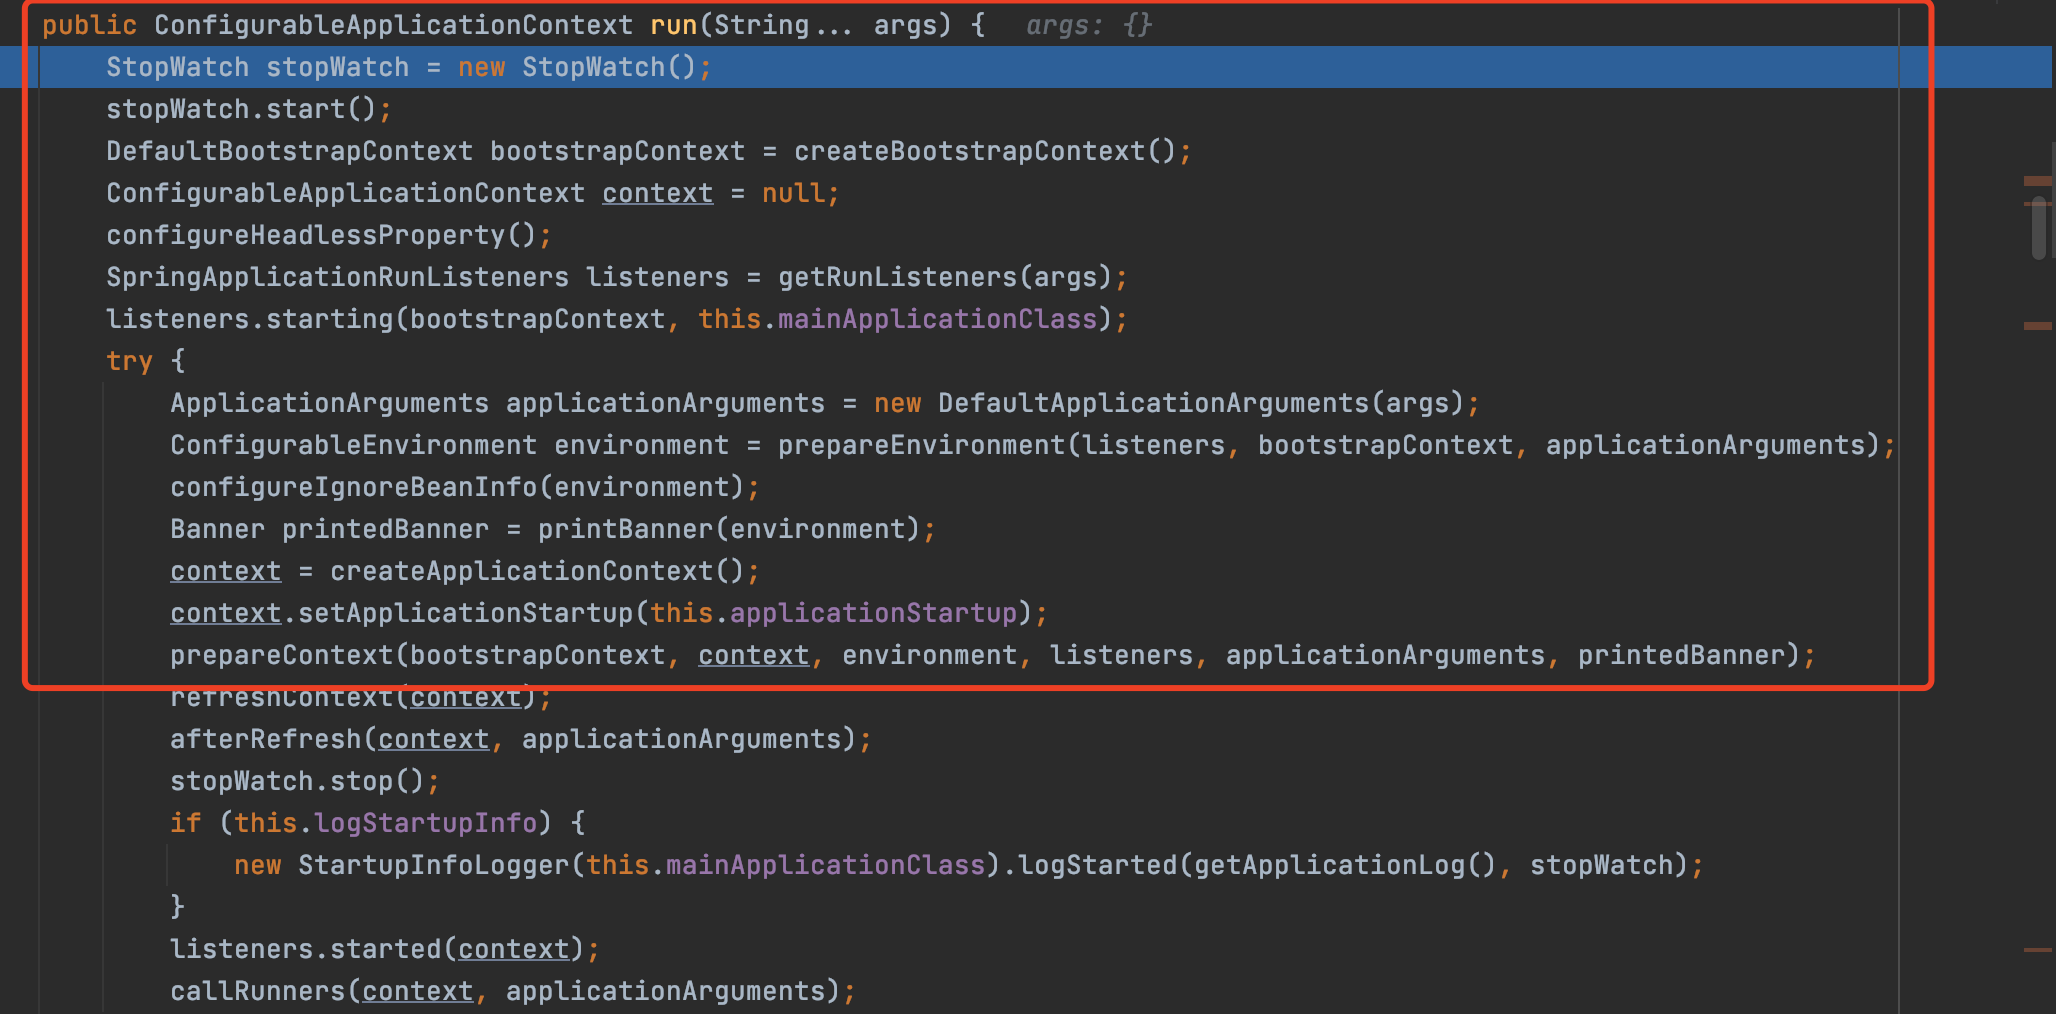 public ConfigurableApplicationContext run(String... args) {   args: {}
    StopWatch stopWatch = new StopWatch();
    stopWatch.start();
    DefaultBootstrapContext bootstrapContext = createBootstrapContext();
    ConfigurableApplicationContext context = null;
    configureHeadlessProperty();
    SpringApplicationRunListeners listeners = getRunListeners(args);
    listeners.starting(bootstrapContext, this.mainApplicationClass);
    try {
        ApplicationArguments applicationArguments = new DefaultApplicationArguments(args);
        ConfigurableEnvironment environment = prepareEnvironment(listeners, bootstrapContext, applicationArguments);
        configureIgnoreBeanInfo(environment);
        Banner printedBanner = printBanner(environment);
        context = createApplicationContext();
        context.setApplicationStartup(this.applicationStartup);
        prepareContext(bootstrapContext, context, environment, listeners, applicationArguments, printedBanner);
        refreshContext(context);
        afterRefresh(context, applicationArguments);
        stopWatch.stop();
        if (this.logStartupInfo) {
            new StartupInfoLogger(this.mainApplicationClass).logStarted(getApplicationLog(), stopWatch);
        }
        listeners.started(context);
        callRunners(context, applicationArguments);